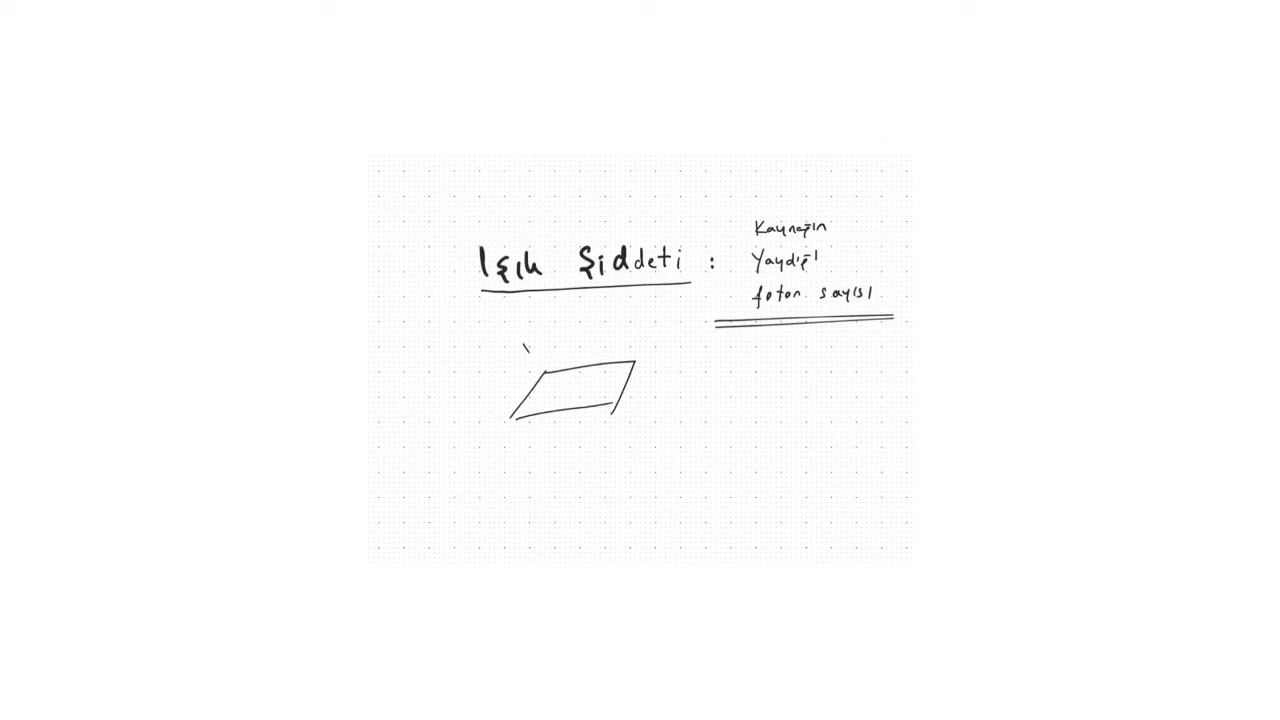 Işık Şiddeti :
Kaynağın
Yaydığı
foton sayısı.